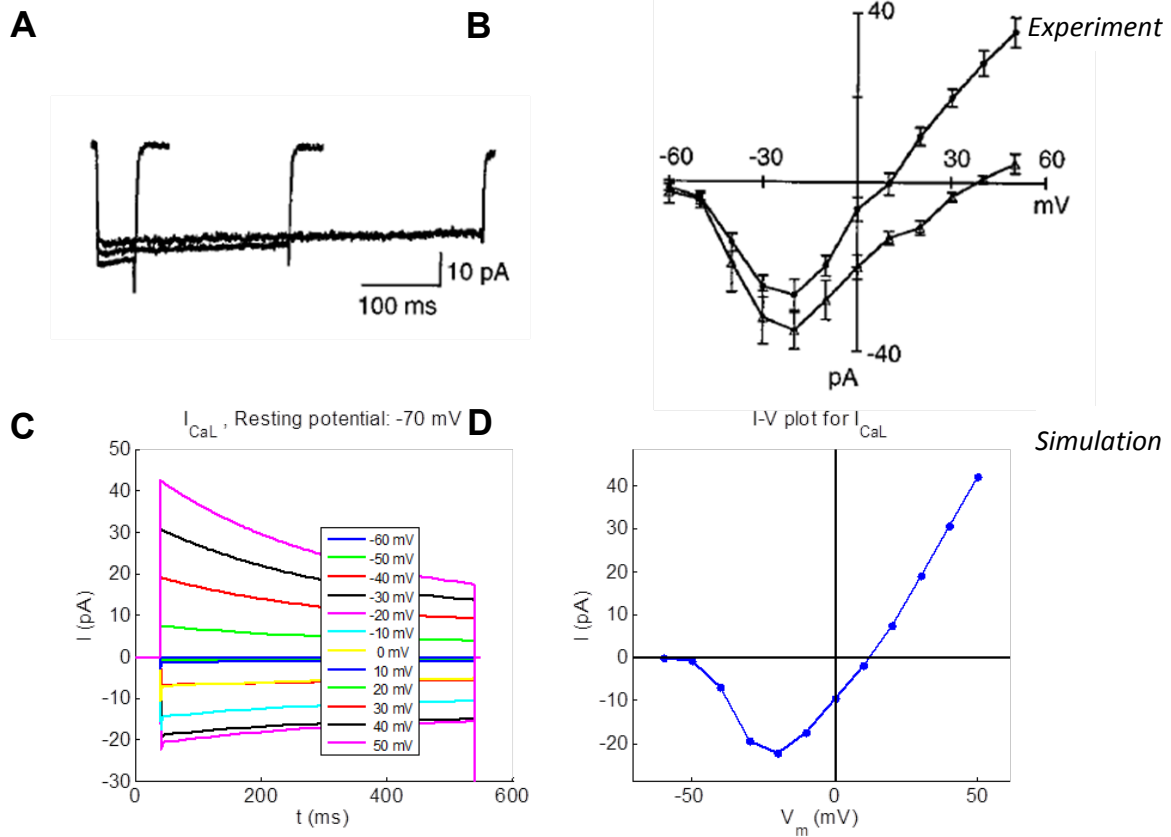 A
B
Experiment
40
-60
-30
30
60
mV
10 pA
100 ms
-40
pA
C
I_CaL , Resting potential: -70 mV
50
40
30
20
10
0
-10
-20
-30
0
200
400
600
I (pA)
t (ms)
-60 mV
-50 mV
-40 mV
-30 mV
-20 mV
-10 mV
0 mV
10 mV
20 mV
30 mV
40 mV
50 mV
D
I-V plot for I_CaL
Simulation
40
30
20
10
0
-10
-20
-50
0
50
I (pA)
V_m (mV)